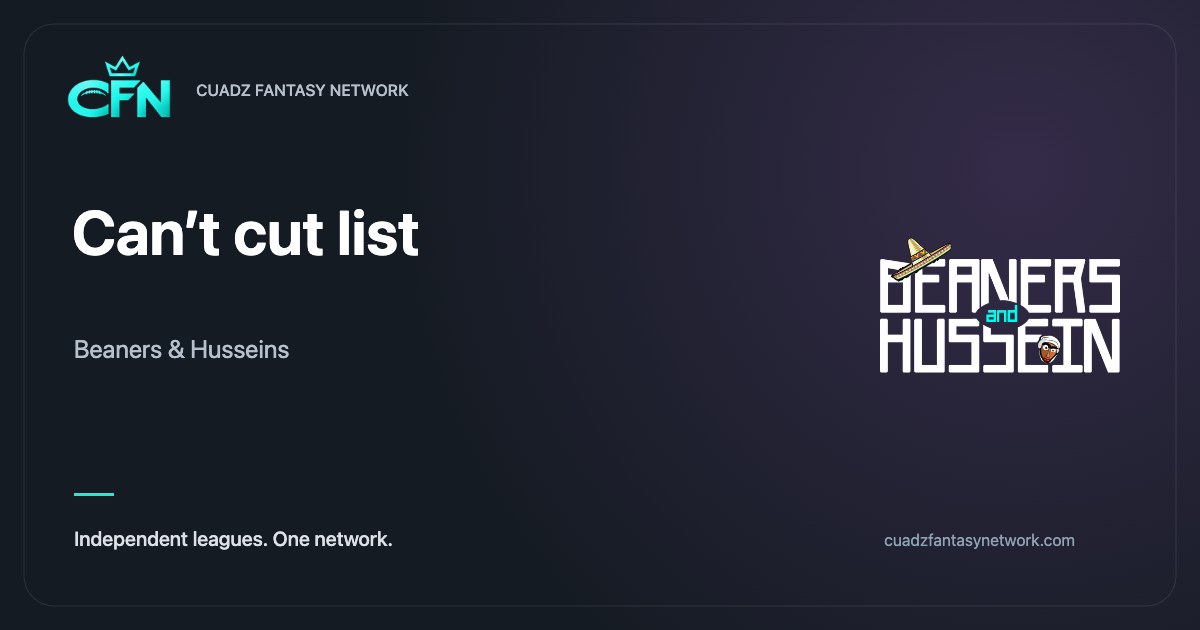 CFN
CUADZ FANTASY NETWORK
Can't cut list
Beaners & Husseins
BEANERS
and
HUSSEIN
Independent leagues. One network.
cuadzfantasynetwork.com